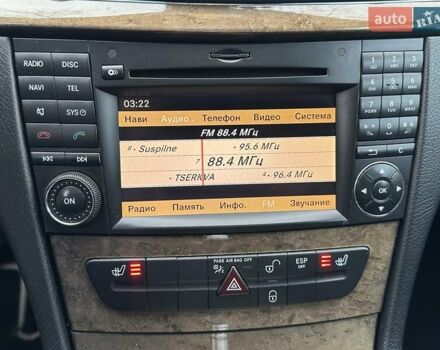 auto RIA
RADIO DISC
NAVI TEL
SYS
ON
03:22
Нави Аудио Телефон Видео Система
FM 88.4 МГц
6 • Suspilne • 95.6 МГц
7 88.4 МГц
• TSERKVA 4 • 96.4 МГц
Радио Память Инфо. FM Звучание
C
OK
PASS AIR BAG OFF
ESP OFF